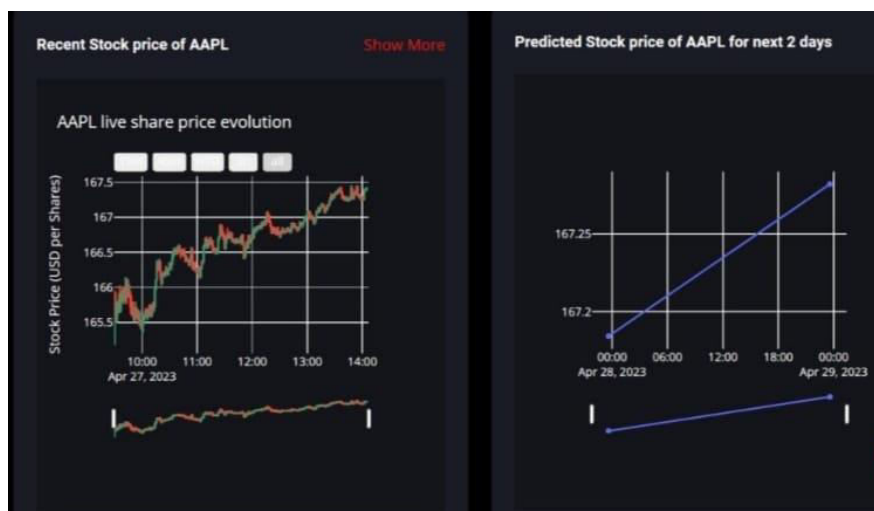 Recent Stock price of AAPL
Show More
AAPL live share price evolution
Stock Price (USD per Shares)
167.5
167
166.5
166
165.5
10:00 11:00 12:00 13:00 14:00
Apr 27, 2023
Predicted Stock price of AAPL for next 2 days
167.25
167.2
00:00 06:00 12:00 18:00 00:00
Apr 28, 2023 Apr 29, 2023